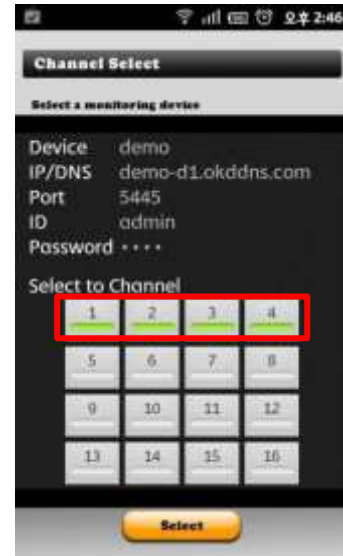 오후 2:46
Channel Select
Select a monitoring device
Device demo
IP/DNS demo-d1.okddns.com
Port 5445
ID admin
Password ····
Select to Channel
1 2 3 4
5 6 7 8
9 10 11 12
13 14 15 16
Select